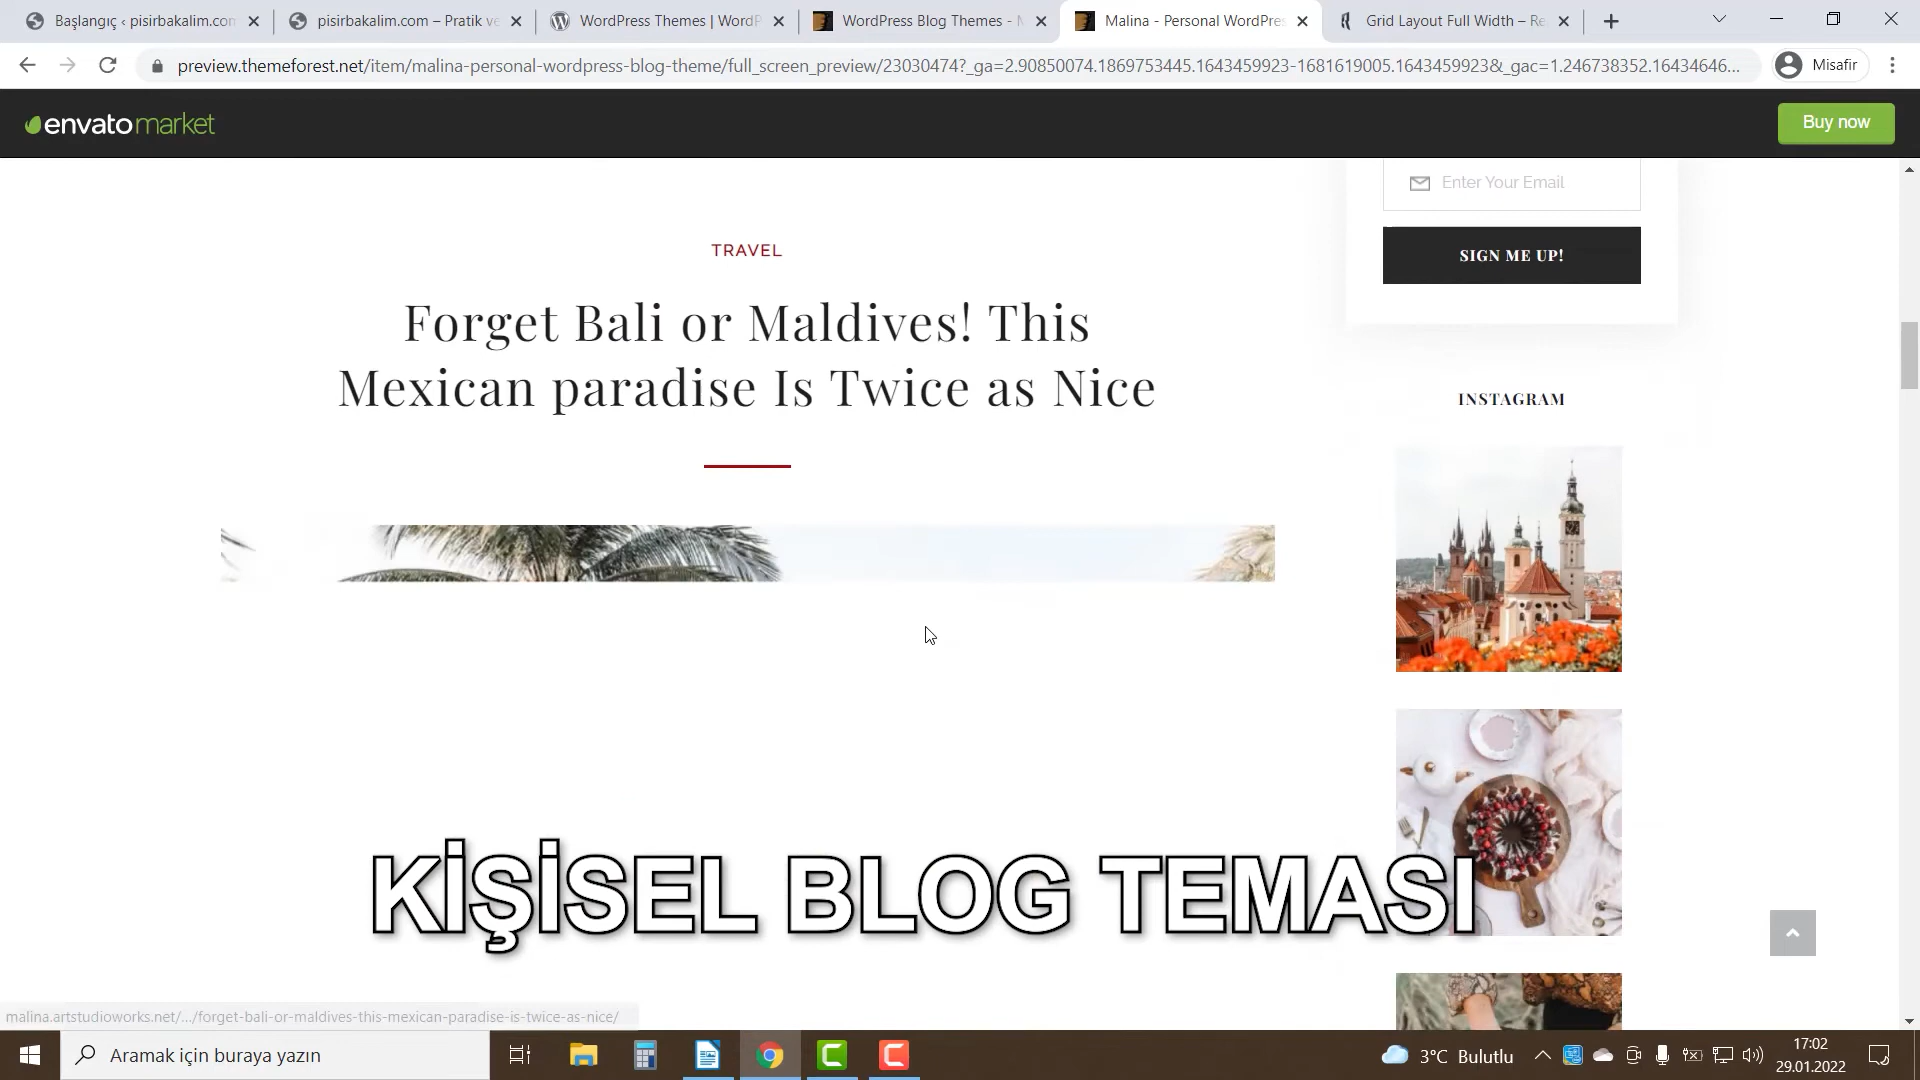 Başlangıç ‹ pisirbakalim.com
pisirbakalim.com – Pratik ve
WordPress Themes | WordP
WordPress Blog Themes - M
Malina - Personal WordPres
Grid Layout Full Width – Re
preview.themeforest.net/item/malina-personal-wordpress-blog-theme/full_screen_preview/23030474?_ga=2.90850074.1869753445.1643459923-1681619005.1643459923&_gac=1.246738352.16434646...
Misafir
envatomarket
Buy now
Enter Your Email
SIGN ME UP!
TRAVEL
Forget Bali or Maldives! This
Mexican paradise Is Twice as Nice
INSTAGRAM
KİŞİSEL BLOG TEMASI
malina.artstudioworks.net/.../forget-bali-or-maldives-this-mexican-paradise-is-twice-as-nice/
Aramak için buraya yazın
3°C Bulutlu
17:02
29.01.2022